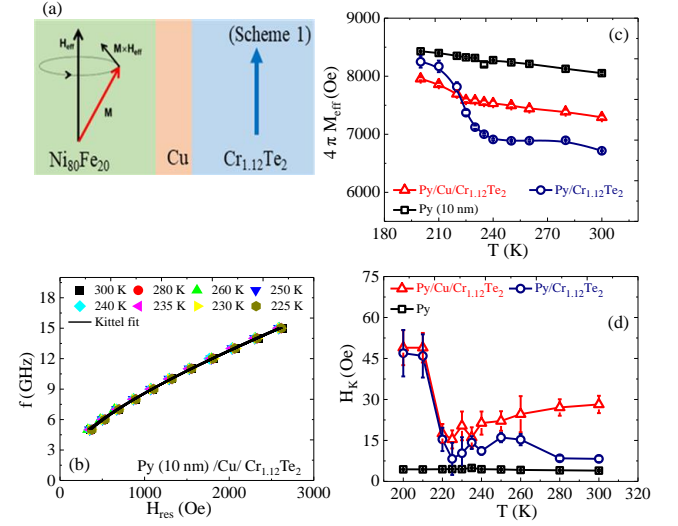 (a)
H_eff
M×H_eff
M
(Scheme 1)
Ni₈₀Fe₂₀
Cu
Cr₁.₁₂Te₂
(c)
4 π M_eff (Oe)
9000
8000
7000
6000
Py/Cu/Cr₁.₁₂Te₂
Py/Cr₁.₁₂Te₂
Py (10 nm)
180 210 240 270 300
T (K)
f (GHz)
18
15
12
9
6
3
0
300 K 280 K 260 K 250 K
240 K 235 K 230 K 225 K
Kittel fit
(b)
Py (10 nm) /Cu/ Cr₁.₁₂Te₂
0 1000 2000 3000
H_res (Oe)
H_K (Oe)
75
60
45
30
15
0
Py/Cu/Cr₁.₁₂Te₂
Py/Cr₁.₁₂Te₂
Py
(d)
200 220 240 260 280 300 320
T (K)